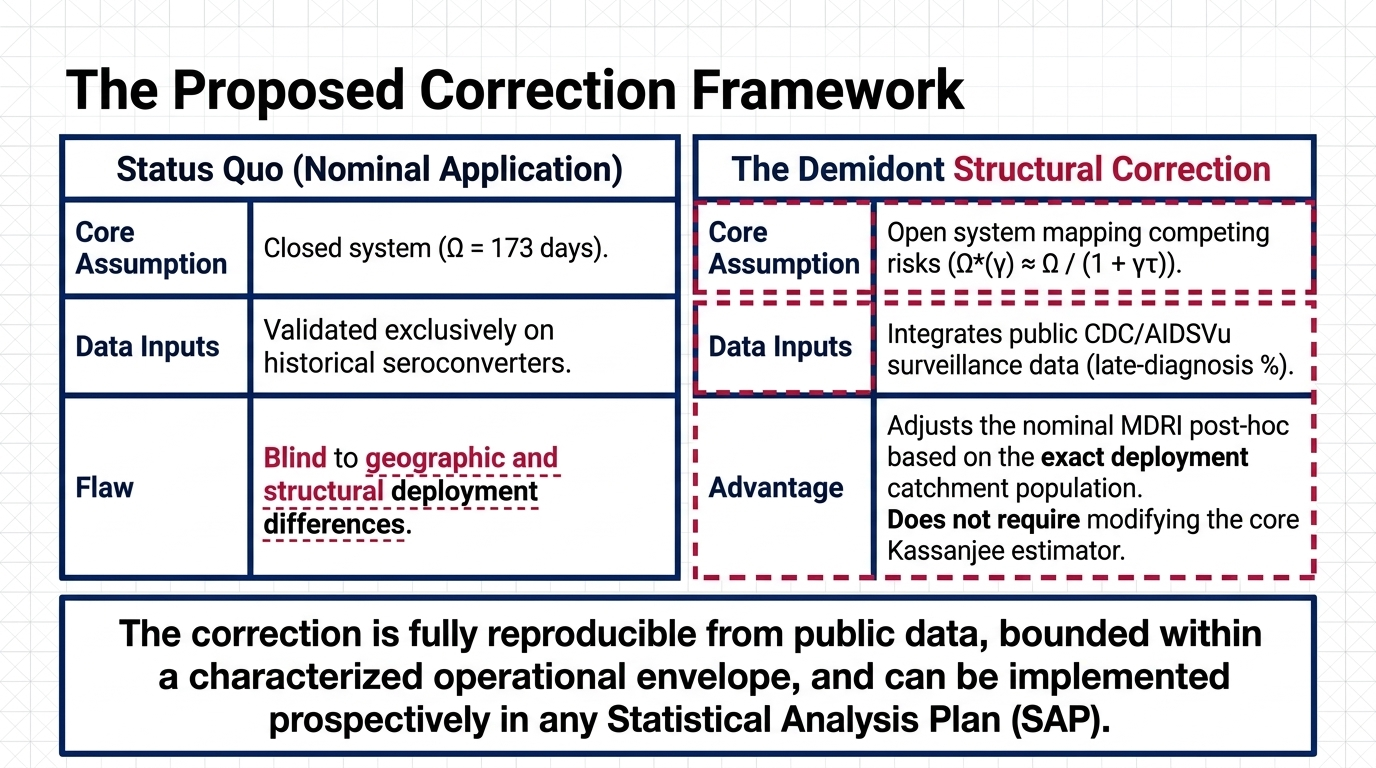 The Proposed Correction Framework
Status Quo (Nominal Application)
Core
Assumption
Closed system (Ω = 173 days).
Data Inputs
Validated exclusively on
historical seroconverters.
Flaw
Blind to geographic and
structural deployment
differences.
The Demidont Structural Correction
Core
Assumption
Open system mapping competing
risks (Ω*(γ) ≈ Ω / (1 + γτ)).
Data Inputs
Integrates public CDC/AIDSVu
surveillance data (late-diagnosis %).
Advantage
Adjusts the nominal MDRI post-hoc
based on the exact deployment
catchment population.
Does not require modifying the core
Kassanjee estimator.
The correction is fully reproducible from public data, bounded within
a characterized operational envelope, and can be implemented
prospectively in any Statistical Analysis Plan (SAP).